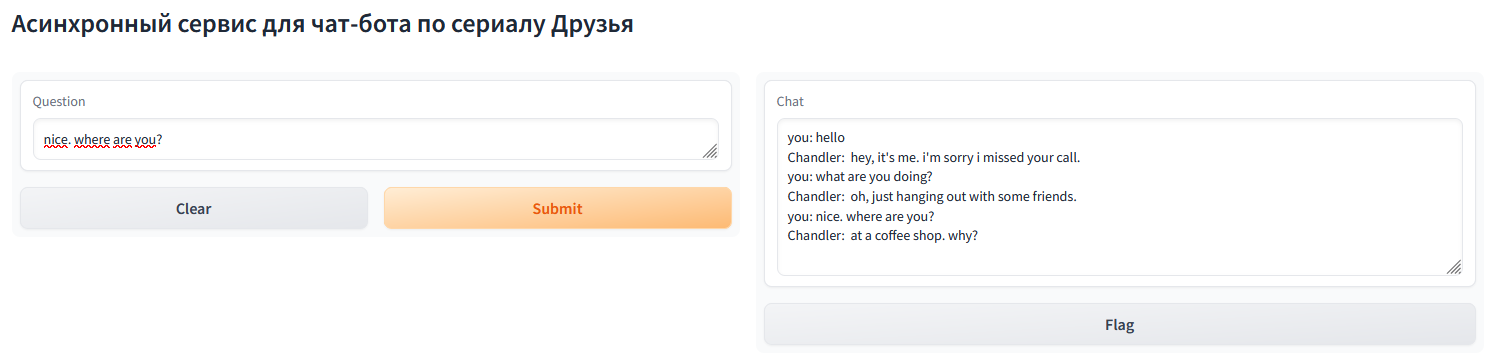 Асинхронный сервис для чат-бота по сериалу Друзья
Question
nice. where are you?
Clear
Submit
Chat
you: hello
Chandler:  hey, it's me. i'm sorry i missed your call.
you: what are you doing?
Chandler:  oh, just hanging out with some friends.
you: nice. where are you?
Chandler:  at a coffee shop. why?
Flag